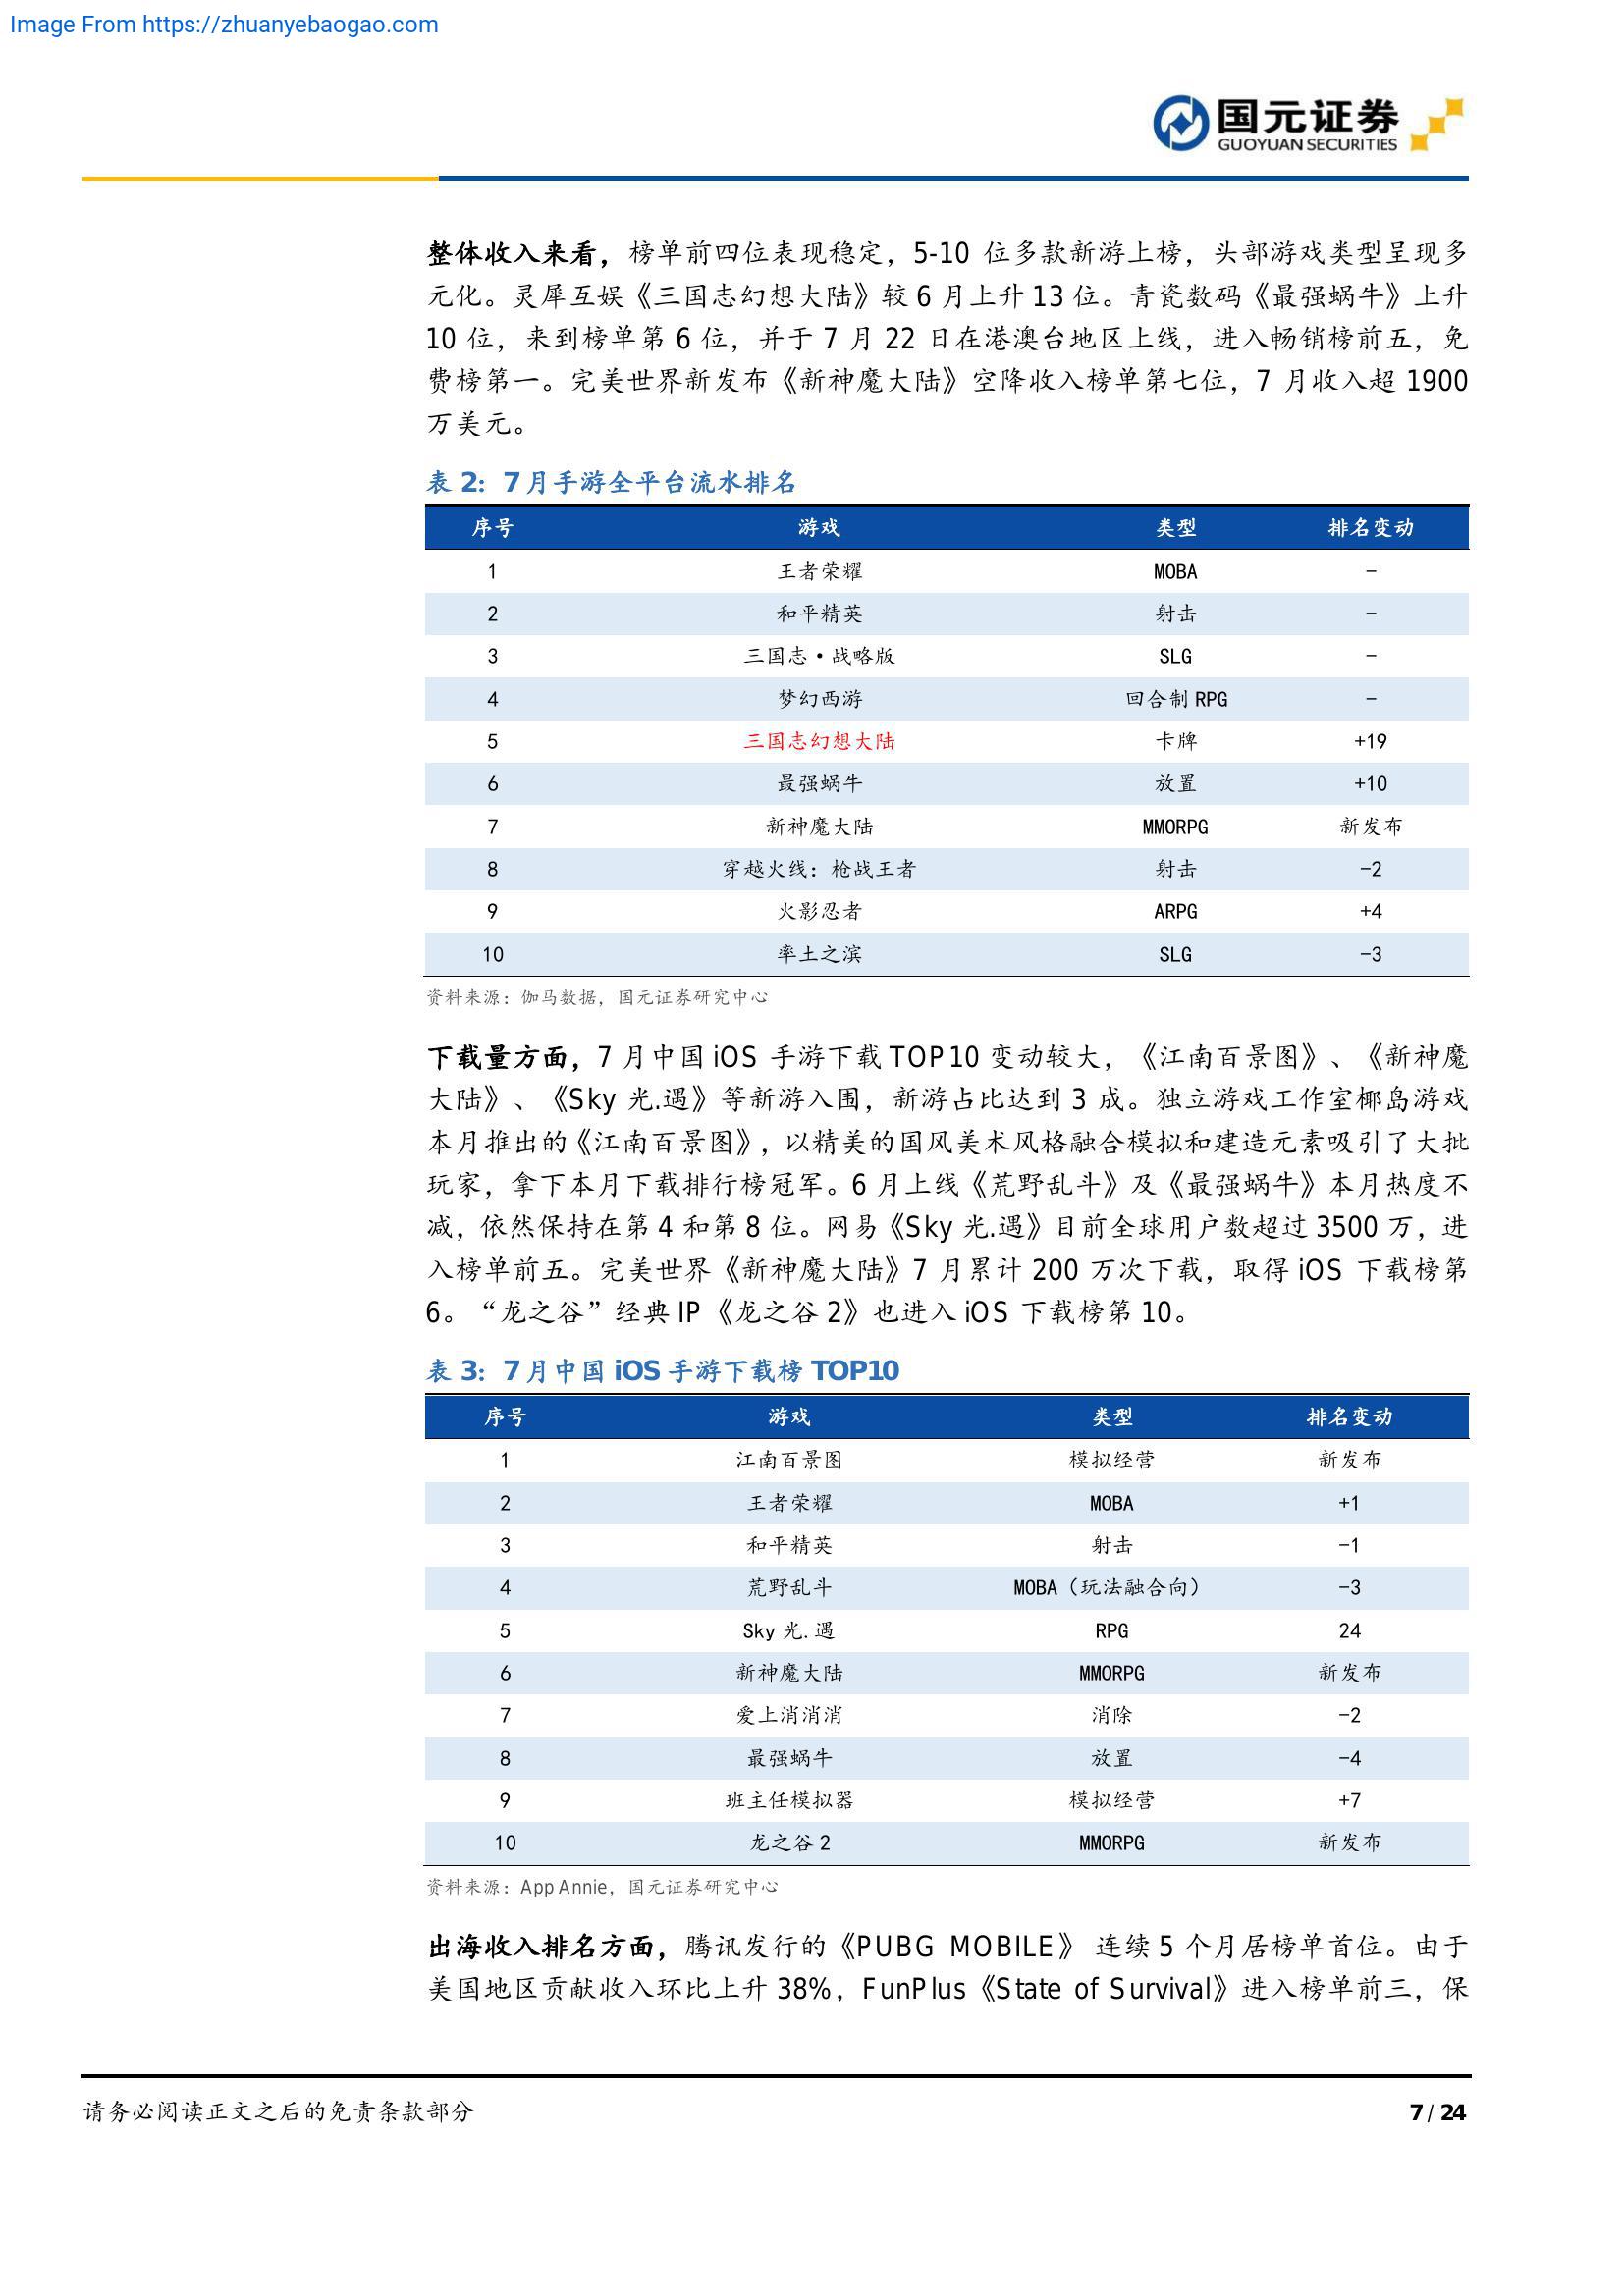 Image From https://zhuanyebaogao.com
国元证券
GUOYUAN SECURITIES
整体收入来看，榜单前四位表现稳定，5-10 位多款新游上榜，头部游戏类型呈现多
元化。灵犀互娱《三国志幻想大陆》较 6 月上升 13 位。青瓷数码《最强蜗牛》上升
10 位，来到榜单第 6 位，并于 7 月 22 日在港澳台地区上线，进入畅销榜前五，免
费榜第一。完美世界新发布《新神魔大陆》空降收入榜单第七位，7 月收入超 1900
万美元。
表 2：7 月手游全平台流水排名
序号 游戏 类型 排名变动
1 王者荣耀 MOBA -
2 和平精英 射击 -
3 三国志·战略版 SLG -
4 梦幻西游 回合制 RPG -
5 三国志幻想大陆 卡牌 +19
6 最强蜗牛 放置 +10
7 新神魔大陆 MMORPG 新发布
8 穿越火线：枪战王者 射击 -2
9 火影忍者 ARPG +4
10 率土之滨 SLG -3
资料来源：伽马数据，国元证券研究中心
下载量方面，7 月中国 iOS 手游下载 TOP10 变动较大，《江南百景图》、《新神魔
大陆》、《Sky 光.遇》等新游入围，新游占比达到 3 成。独立游戏工作室椰岛游戏
本月推出的《江南百景图》，以精美的国风美术风格融合模拟和建造元素吸引了大批
玩家，拿下本月下载排行榜冠军。6 月上线《荒野乱斗》及《最强蜗牛》本月热度不
减，依然保持在第 4 和第 8 位。网易《Sky 光.遇》目前全球用户数超过 3500 万，进
入榜单前五。完美世界《新神魔大陆》7 月累计 200 万次下载，取得 iOS 下载榜第
6。“龙之谷”经典 IP《龙之谷 2》也进入 iOS 下载榜第 10。
表 3：7 月中国 iOS 手游下载榜 TOP10
序号 游戏 类型 排名变动
1 江南百景图 模拟经营 新发布
2 王者荣耀 MOBA +1
3 和平精英 射击 -1
4 荒野乱斗 MOBA（玩法融合向） -3
5 Sky 光.遇 RPG 24
6 新神魔大陆 MMORPG 新发布
7 爱上消消消 消除 -2
8 最强蜗牛 放置 -4
9 班主任模拟器 模拟经营 +7
10 龙之谷 2 MMORPG 新发布
资料来源：App Annie，国元证券研究中心
出海收入排名方面，腾讯发行的《PUBG MOBILE》 连续 5 个月居榜单首位。由于
美国地区贡献收入环比上升 38%，FunPlus《State of Survival》进入榜单前三，保
请务必阅读正文之后的免责条款部分
7 / 24